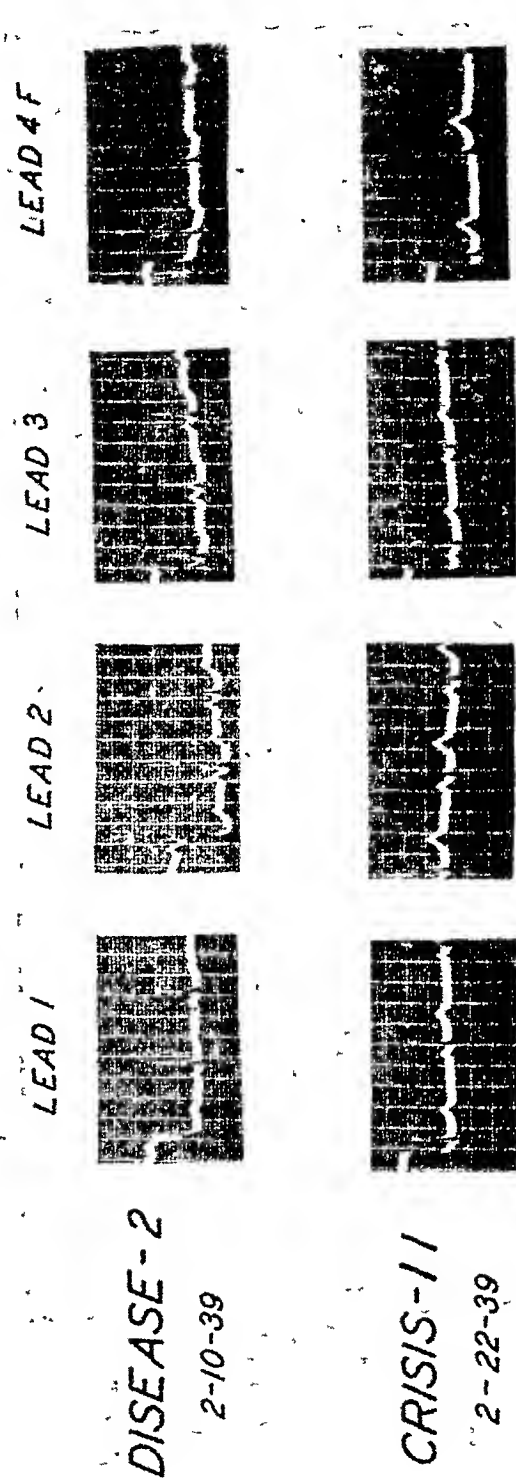 LEAD 1 LEAD 2 LEAD 3 LEAD 4 F
DISEASE-2
2-10-39
CRISIS-11
2-22-39